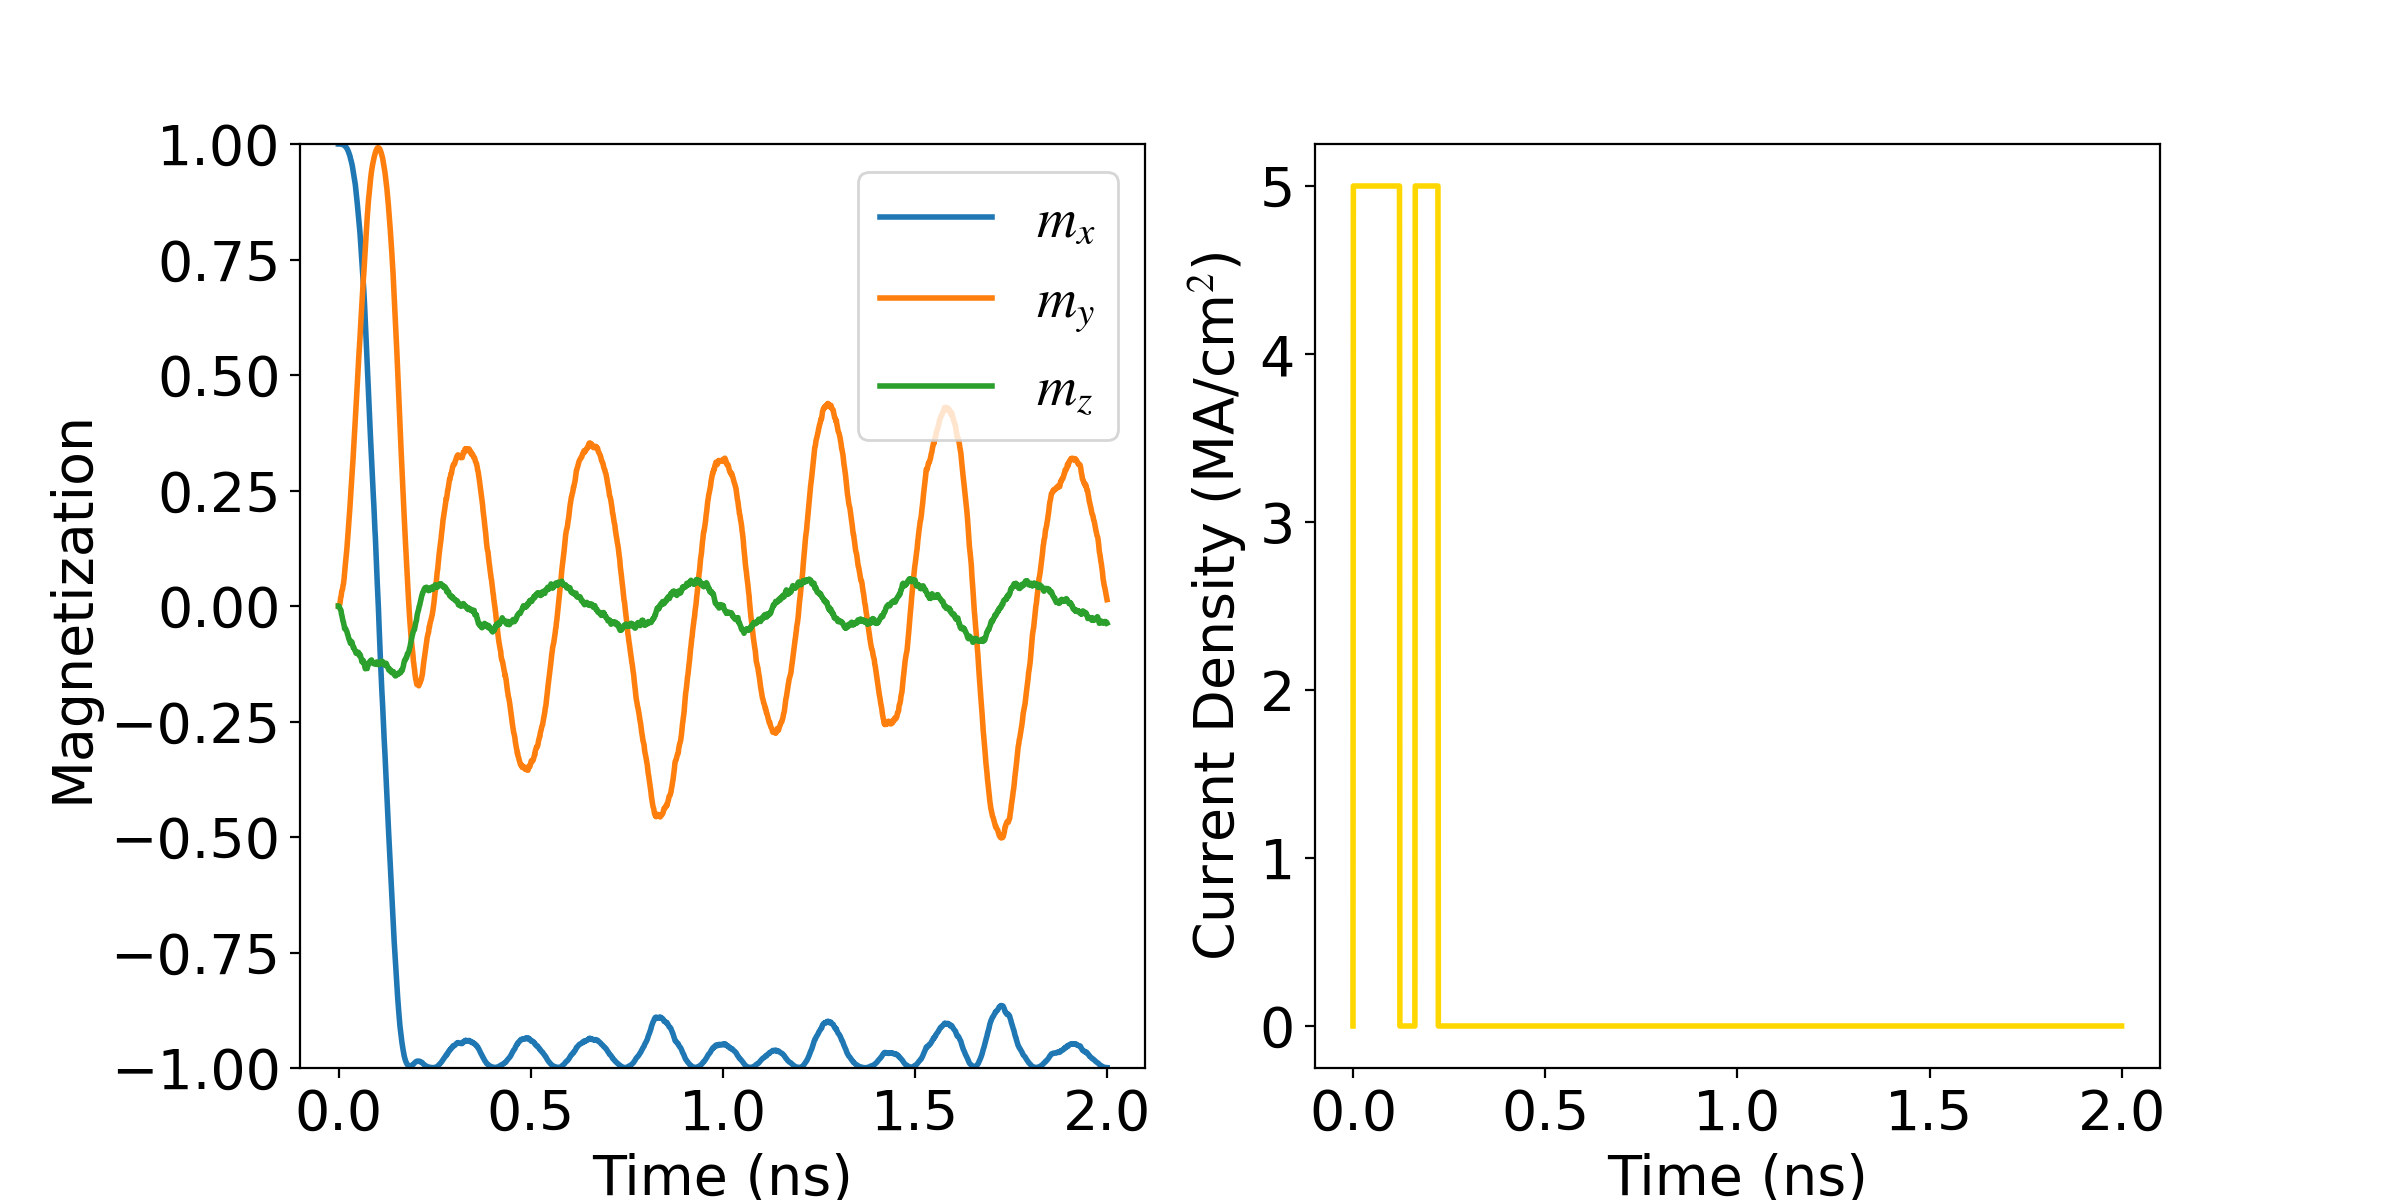 Magnetization
1.00
0.75
0.50
0.25
0.00
−0.25
−0.50
−0.75
−1.00
0.0 0.5 1.0 1.5 2.0
Time (ns)
m_x
m_y
m_z
Current Density (MA/cm²)
5
4
3
2
1
0
0.0 0.5 1.0 1.5 2.0
Time (ns)